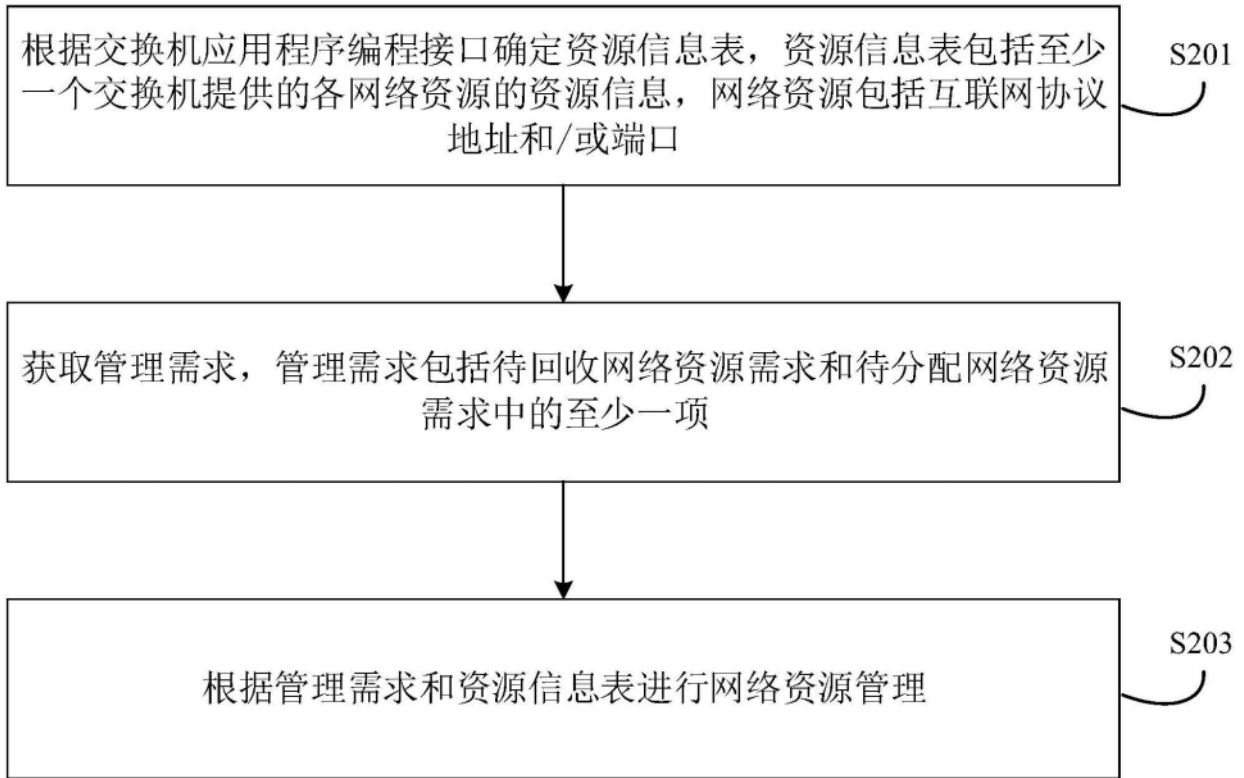 根据交换机应用程序编程接口确定资源信息表，资源信息表包括至少
一个交换机提供的各网络资源的资源信息，网络资源包括互联网协议
地址和/或端口
S201
获取管理需求，管理需求包括待回收网络资源需求和待分配网络资源
需求中的至少一项
S202
根据管理需求和资源信息表进行网络资源管理
S203